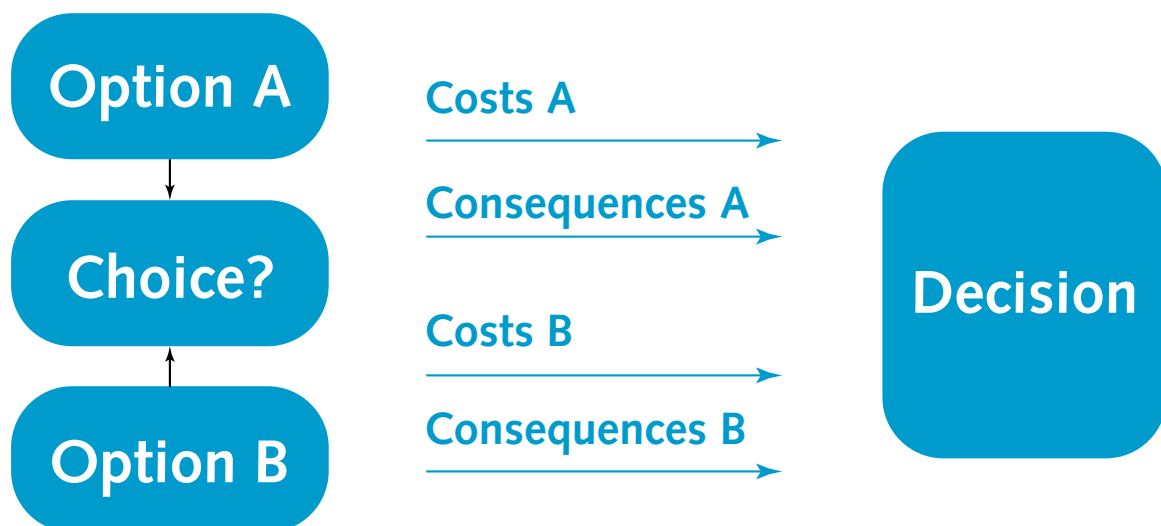 Option A
Choice?
Option B
Costs A
Consequences A
Costs B
Consequences B
Decision